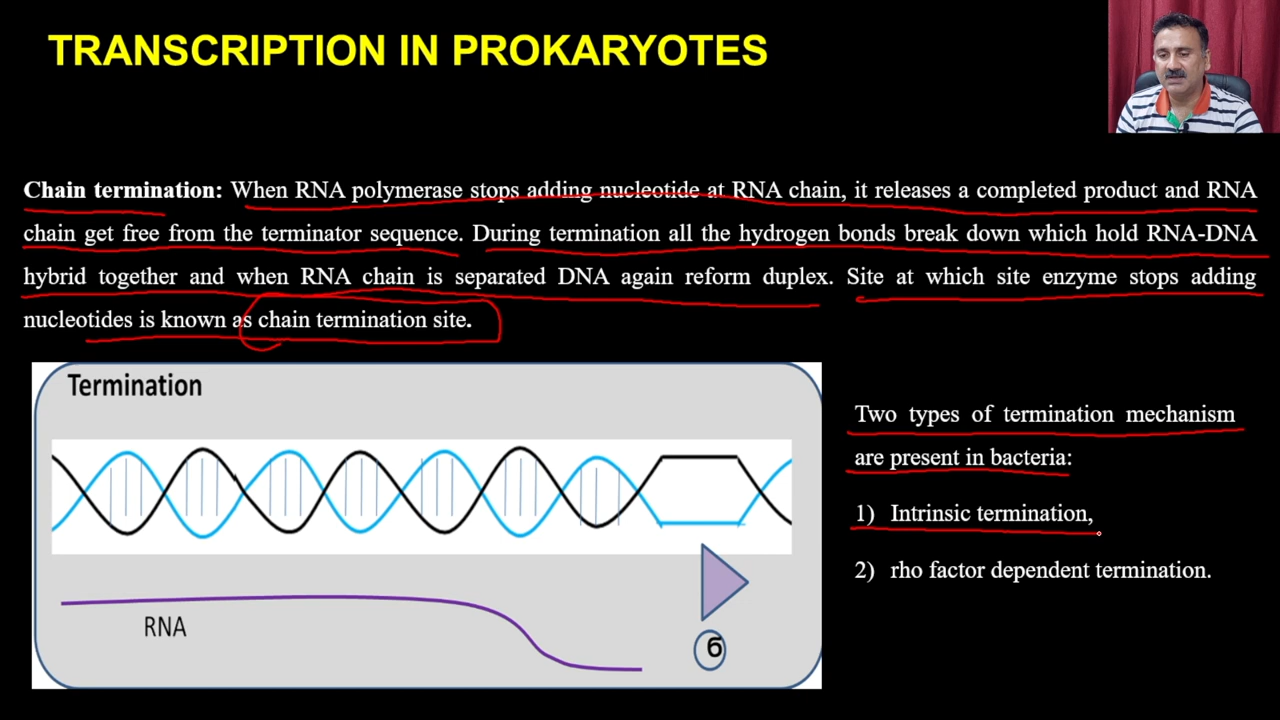 TRANSCRIPTION IN PROKARYOTES
Chain termination: When RNA polymerase stops adding nucleotide at RNA chain, it releases a completed product and RNA
chain get free from the terminator sequence. During termination all the hydrogen bonds break down which hold RNA-DNA
hybrid together and when RNA chain is separated DNA again reform duplex. Site at which site enzyme stops adding
nucleotides is known as chain termination site.
Termination
RNA
б
Two types of termination mechanism
are present in bacteria:
1) Intrinsic termination,
2) rho factor dependent termination.